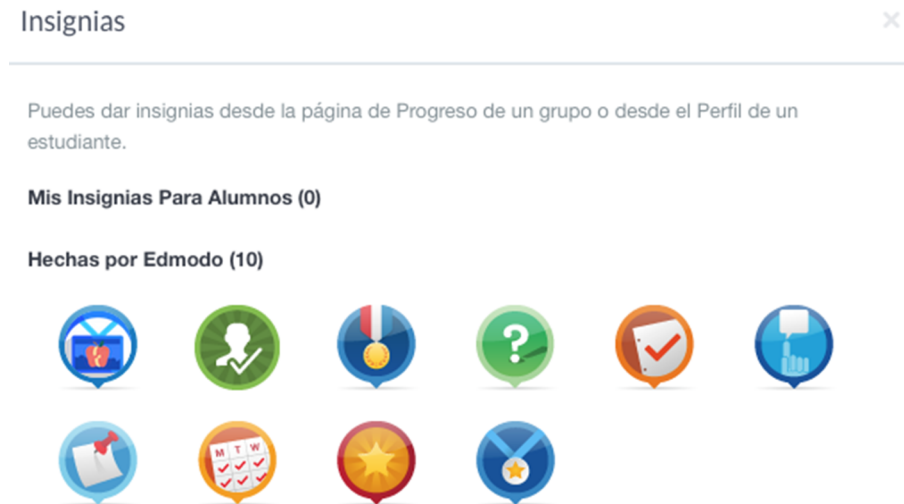 Insignias
Puedes dar insignias desde la página de Progreso de un grupo o desde el Perfil de un
estudiante.
Mis Insignias Para Alumnos (0)
Hechas por Edmodo (10)
?
M T W